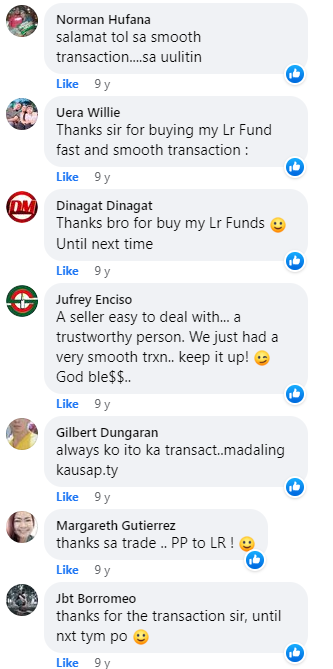 Norman Hufana
salamat tol sa smooth
transaction....sa uulitin
Like 9 y
Uera Willie
Thanks sir for buying my Lr Fund
fast and smooth transaction :
Like 9 y
DM
Dinagat Dinagat
Thanks bro for buy my Lr Funds 🙂
Until next time
Like 9 y
Jufrey Enciso
A seller easy to deal with... a
trustworthy person. We just had a
very smooth trxn.. keep it up! 😉
God ble$$..
Like 9 y
Gilbert Dungaran
always ko ito ka transact..madaling
kausap.ty
Like 9 y
Margareth Gutierrez
thanks sa trade .. PP to LR ! 🙂
Like 9 y
Jbt Borromeo
thanks for the transaction sir, until
nxt tym po 🙂
Like 9 y